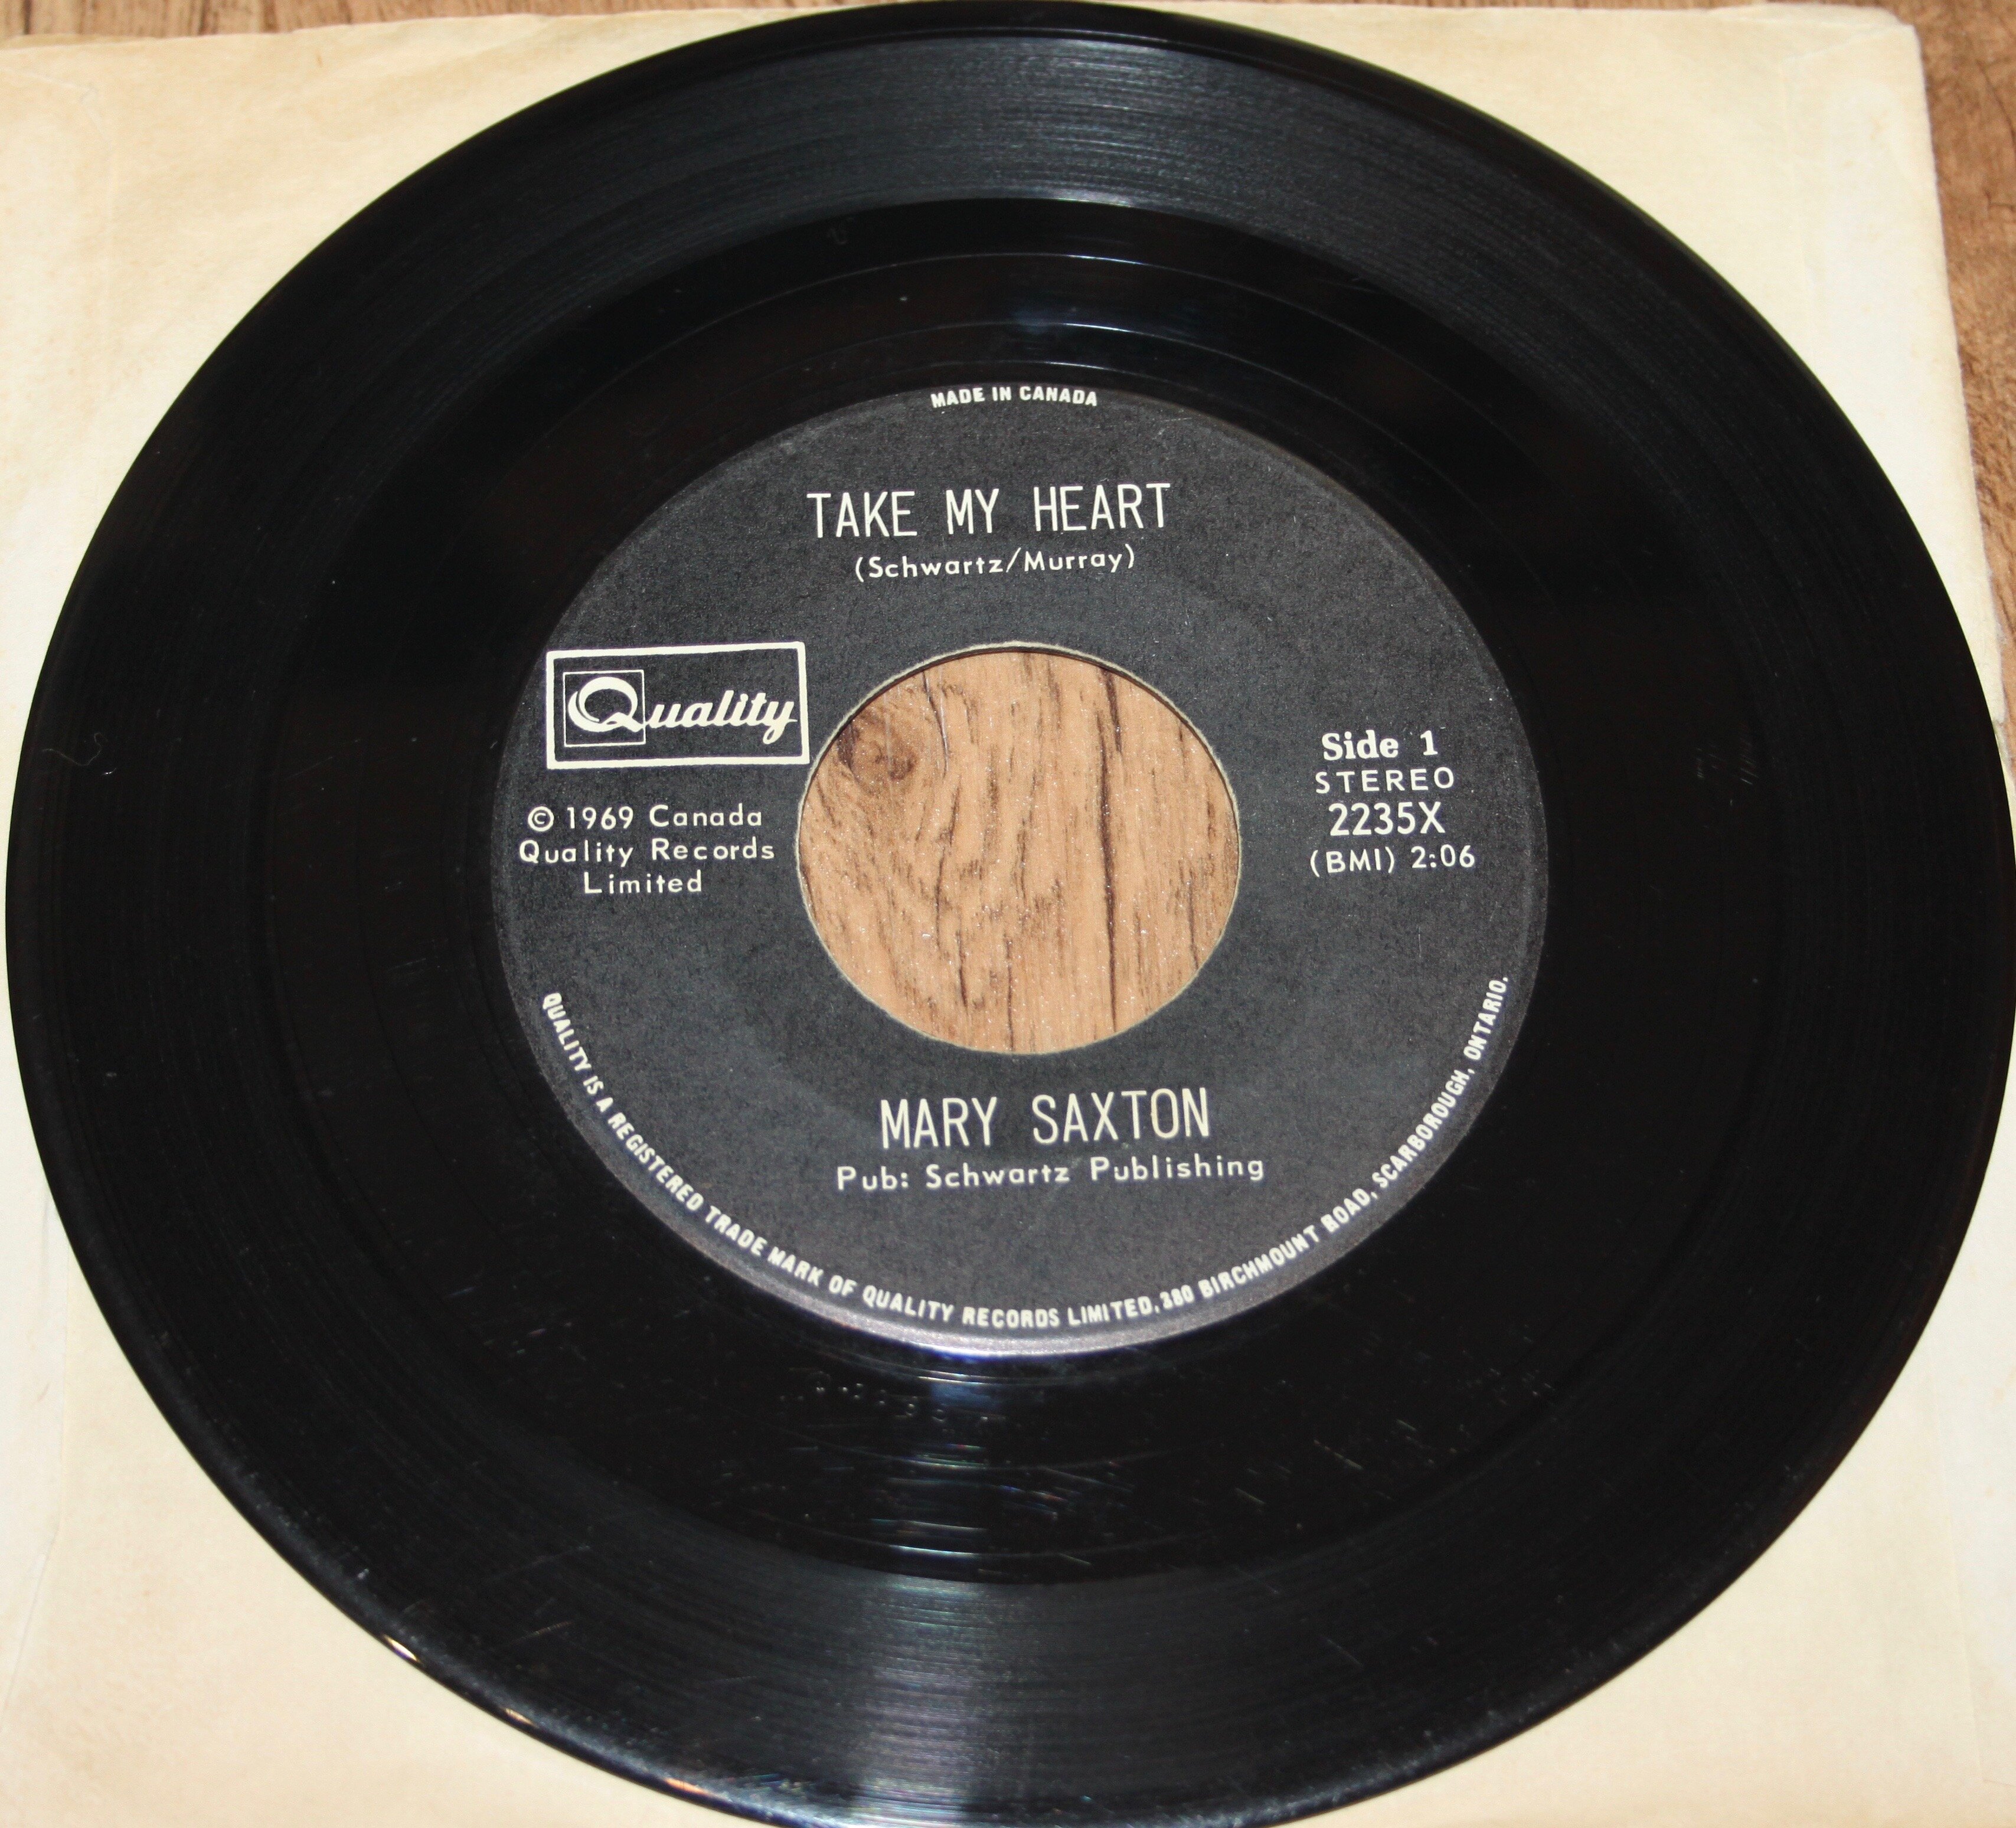 MADE IN CANADA
TAKE MY HEART
(Schwartz/Murray)
Quality
© 1969 Canada
Quality Records
Limited
Side 1
STEREO
2235X
(BMI) 2:06
MARY SAXTON
Pub: Schwartz Publishing
QUALITY IS A REGISTERED TRADE MARK OF QUALITY RECORDS LIMITED, 380 BIRCHMOUNT ROAD, SCARBOROUGH, ONTARIO.